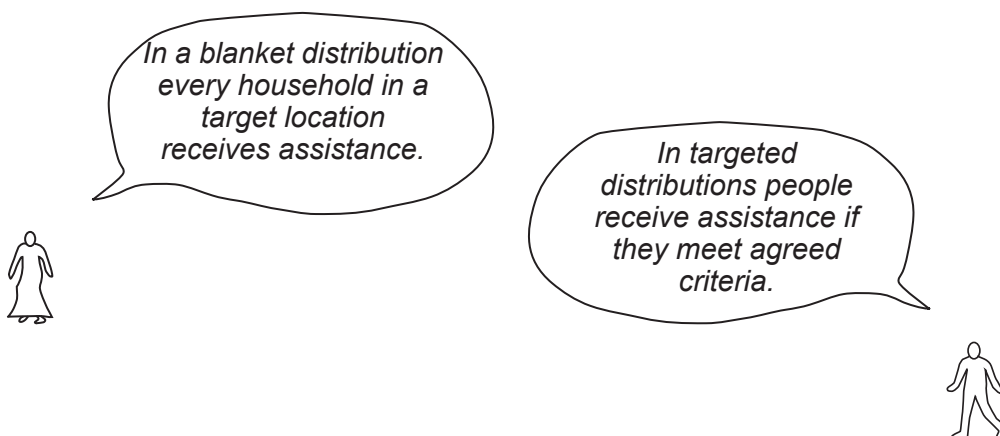 In a blanket distribution
every household in a
target location
receives assistance.
In targeted
distributions people
receive assistance if
they meet agreed
criteria.